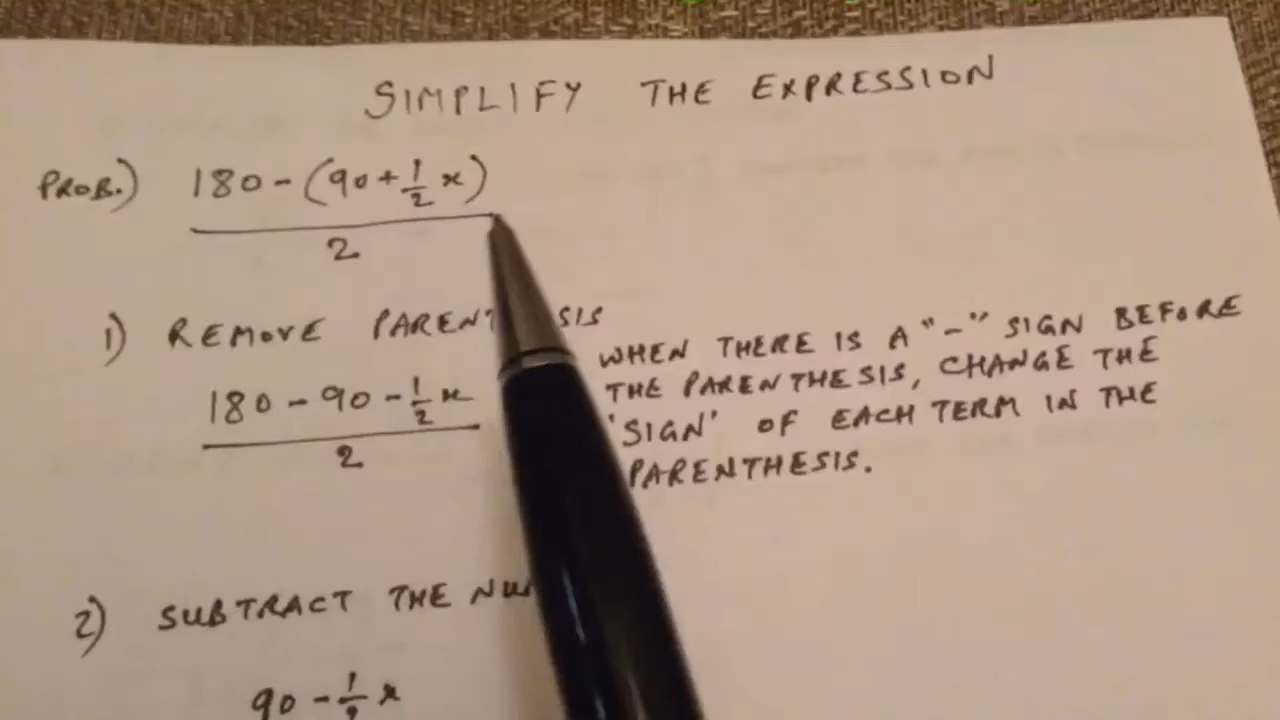 SIMPLIFY THE EXPRESSION
PROB.) 180 - (90 + 1/2 x)
2
1) REMOVE
180 - 90 - 1/2 x
2
WHEN THERE IS A "-" SIGN BEFORE
THE PARENTHESIS, CHANGE THE
'SIGN' OF EACH TERM IN THE
PARENTHESIS.
2) SUBTRACT THE
90 - 1/2 x